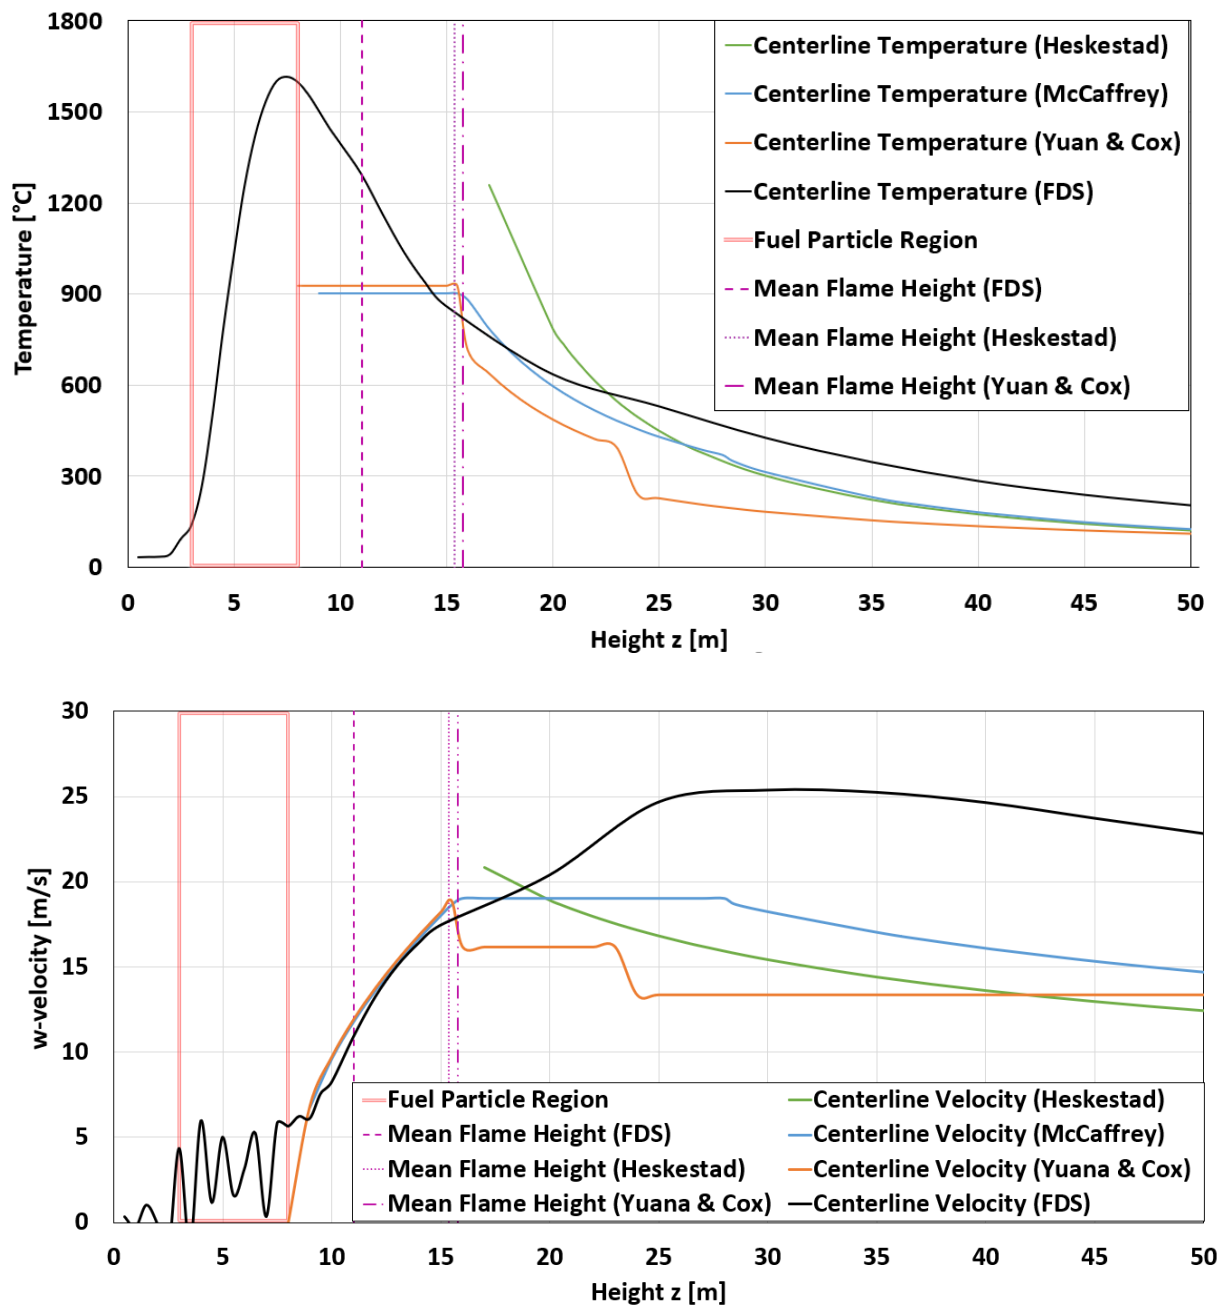 1800
1500
1200
900
600
300
0
Temperature [°C]
Centerline Temperature (Heskestad)
Centerline Temperature (McCaffrey)
Centerline Temperature (Yuan & Cox)
Centerline Temperature (FDS)
Fuel Particle Region
Mean Flame Height (FDS)
Mean Flame Height (Heskestad)
Mean Flame Height (Yuan & Cox)
0 5 10 15 20 25 30 35 40 45 50
Height z [m]
30
25
20
15
10
5
0
w-velocity [m/s]
Fuel Particle Region
Mean Flame Height (FDS)
Mean Flame Height (Heskestad)
Mean Flame Height (Yuana & Cox)
Centerline Velocity (Heskestad)
Centerline Velocity (McCaffrey)
Centerline Velocity (Yuana & Cox)
Centerline Velocity (FDS)
0 5 10 15 20 25 30 35 40 45 50
Height z [m]